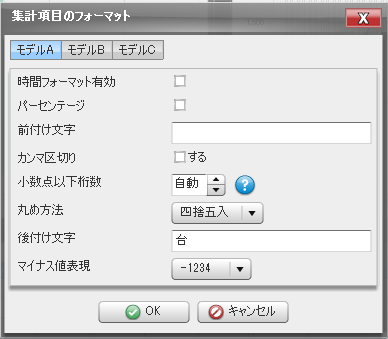 集計項目のフォーマット
X
モデルA モデルB モデルC
時間フォーマット有効
パーセンテージ
前付け文字
カンマ区切り する
小数点以下桁数 自動 ?
丸め方法 四捨五入
後付け文字 台
マイナス値表現 -1234
OK キャンセル